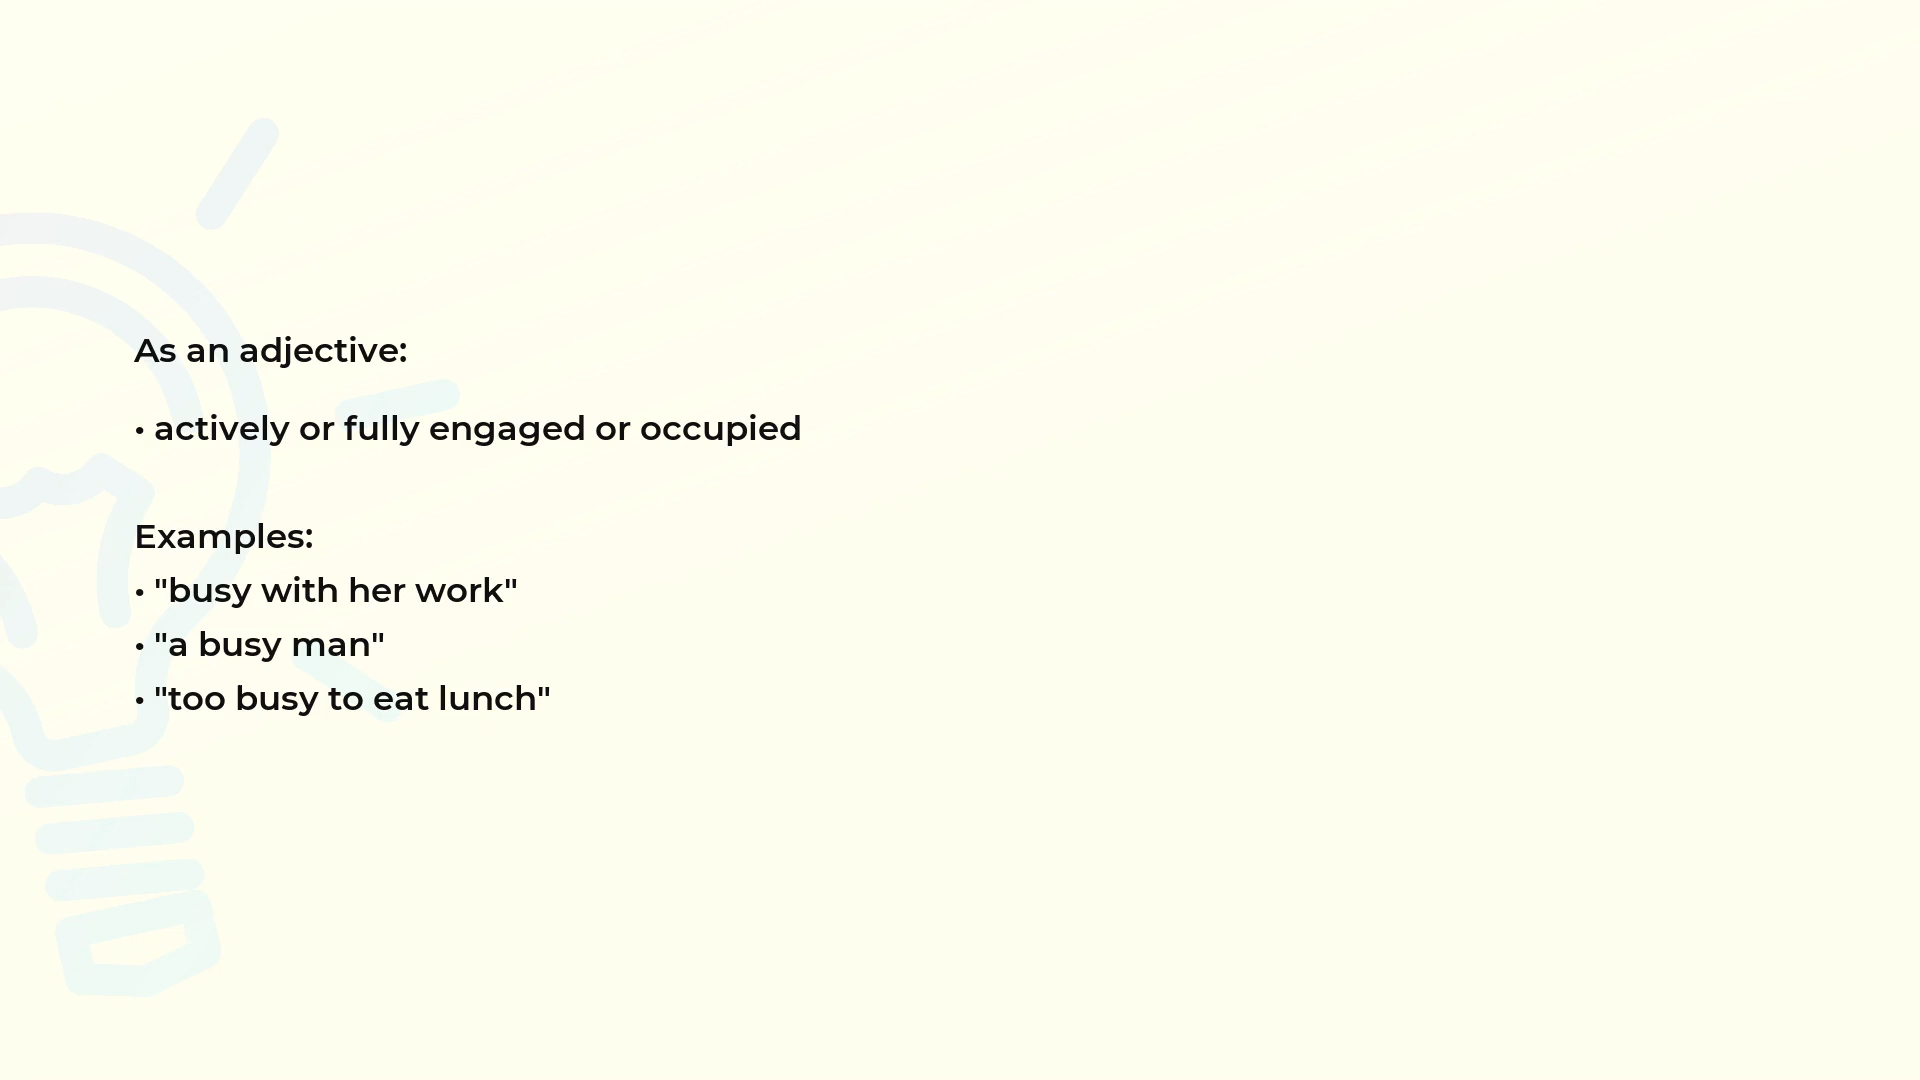 As an adjective:
• actively or fully engaged or occupied
Examples:
• "busy with her work"
• "a busy man"
• "too busy to eat lunch"